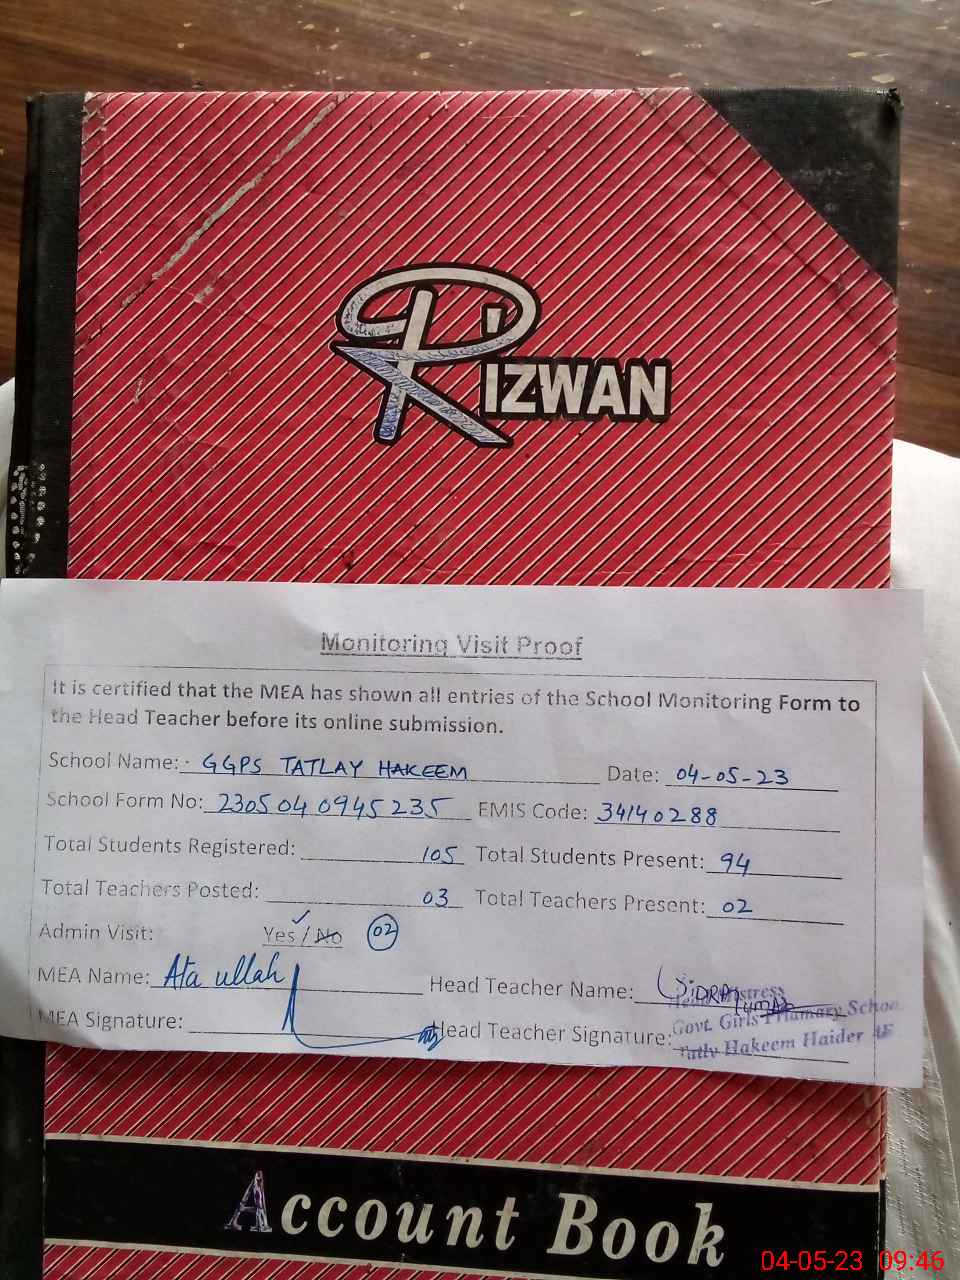 RIZWAN
Monitoring Visit Proof
It is certified that the MEA has shown all entries of the School Monitoring Form to
the Head Teacher before its online submission.
School Name: GGPS TATLAY HAKEEM Date: 04-05-23
School Form No: 2305040945235 EMIS Code: 34140288
Total Students Registered: 105 Total Students Present: 94
Total Teachers Posted: 03 Total Teachers Present: 02
Admin Visit: Yes / No 02
MEA Name: Ata ullah Head Teacher Name: SiDRA
MEA Signature: Head Teacher Signature:
Govt. Girls Primary School
Hakeem Haider
Account Book
04-05-23 09:46